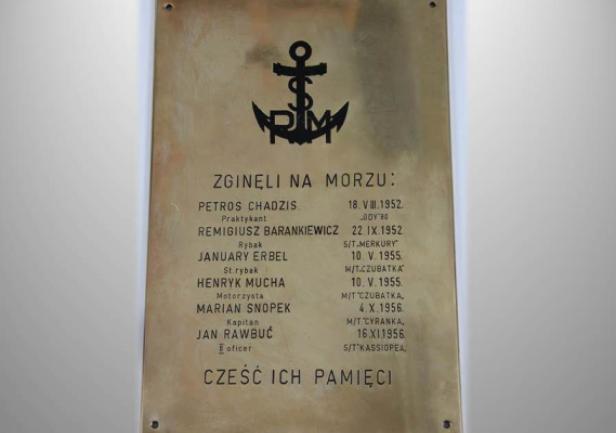 S
PRM
ZGINĘLI NA MORZU:
PETROS CHADZIS 18. VIII. 1952.
Praktykant „GDY"80
REMIGIUSZ BARANKIEWICZ 22. IX. 1952.
Rybak S/T„MERKURY"
JANUARY ERBEL 10. V. 1955.
St. rybak M/T„CZUBATKA"
HENRYK MUCHA 10. V. 1955.
Motorzysta M/T"CZUBATKA„
MARIAN SNOPEK 4. X. 1956.
Kapitan M/T"CYRANKA„
JAN RAWBUĆ 16. XI. 1956.
II oficer S/T"KASSIOPEA„
CZEŚĆ ICH PAMIĘCI